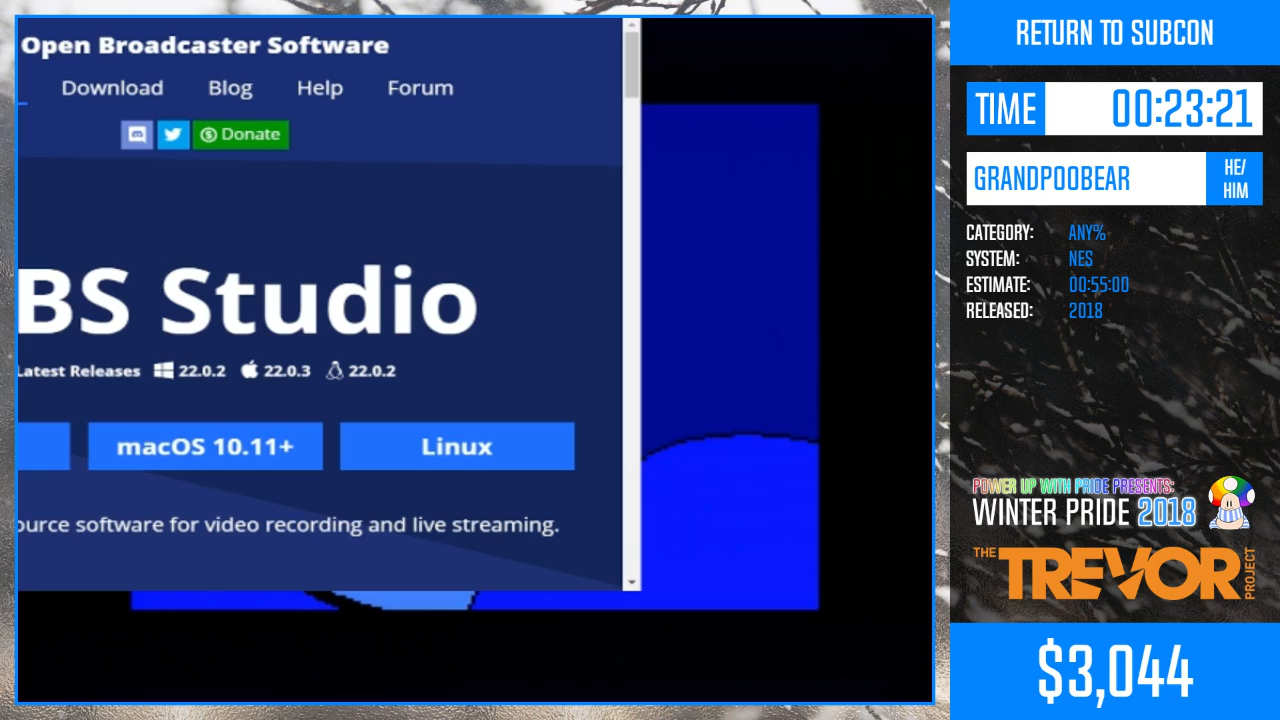 Open Broadcaster Software
Download Blog Help Forum
Donate
BS Studio
Latest Releases 22.0.2 22.0.3 22.0.2
macOS 10.11+ Linux
ource software for video recording and live streaming.
RETURN TO SUBCON
TIME 00:23:21
GRANDPOOBEAR HE/
HIM
CATEGORY: ANY%
SYSTEM: NES
ESTIMATE: 00:55:00
RELEASED: 2018
POWER UP WITH PRIDE PRESENTS:
WINTER PRIDE 2018
THE TREVOR PROJECT
$3,044